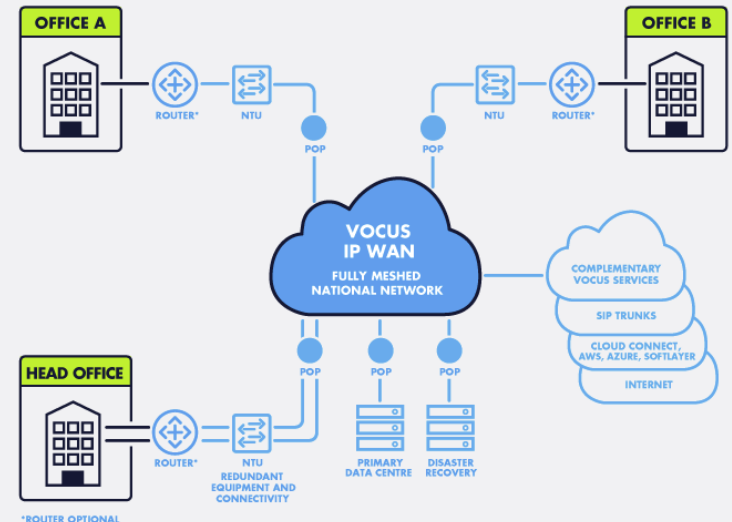 OFFICE A
OFFICE B
ROUTER*
NTU
NTU
ROUTER*
POP
POP
VOCUS
IP WAN
FULLY MESHED
NATIONAL NETWORK
COMPLEMENTARY
VOCUS SERVICES
SIP TRUNKS
CLOUD CONNECT,
AWS, AZURE, SOFTLAYER
INTERNET
HEAD OFFICE
POP
POP
POP
ROUTER*
NTU
REDUNDANT
EQUIPMENT AND
CONNECTIVITY
PRIMARY
DATA CENTRE
DISASTER
RECOVERY
*ROUTER OPTIONAL